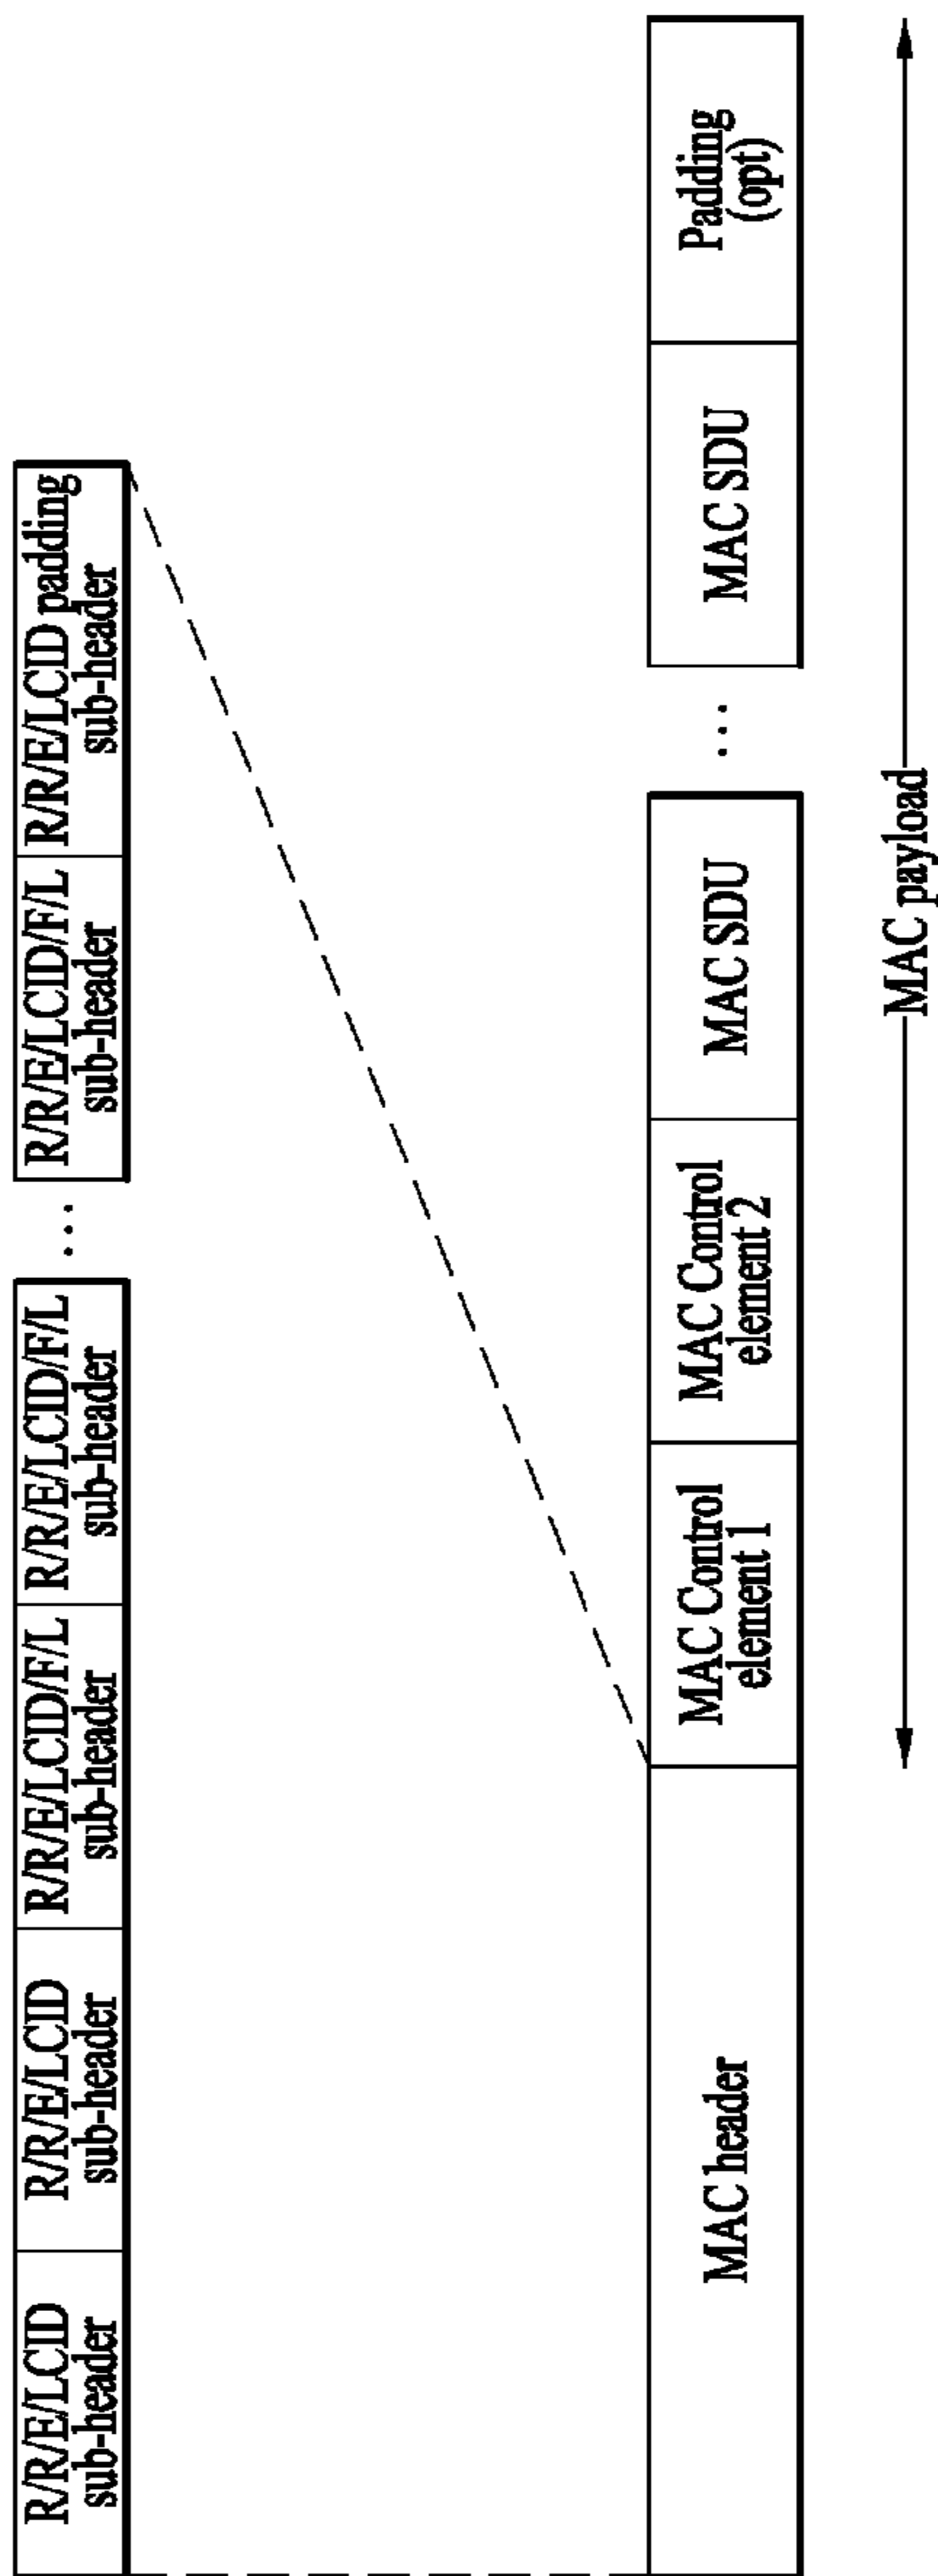 R/R/E/LCID
sub-header
R/R/E/LCID
sub-header
R/R/E/LCID/F/L
sub-header
R/R/E/LCID/F/L
sub-header
...
R/R/E/LCID/F/L
sub-header
R/R/E/LCID padding
sub-header
MAC header
MAC Control
element 1
MAC Control
element 2
MAC SDU
...
MAC SDU
Padding
(opt)
MAC payload